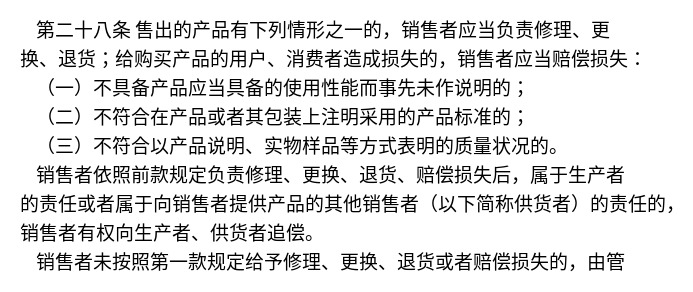 第二十八条 售出的产品有下列情形之一的，销售者应当负责修理、更
换、退货；给购买产品的用户、消费者造成损失的，销售者应当赔偿损失：
（一）不具备产品应当具备的使用性能而事先未作说明的；
（二）不符合在产品或者其包装上注明采用的产品标准的；
（三）不符合以产品说明、实物样品等方式表明的质量状况的。
销售者依照前款规定负责修理、更换、退货、赔偿损失后，属于生产者
的责任或者属于向销售者提供产品的其他销售者（以下简称供货者）的责任的，
销售者有权向生产者、供货者追偿。
销售者未按照第一款规定给予修理、更换、退货或者赔偿损失的，由管